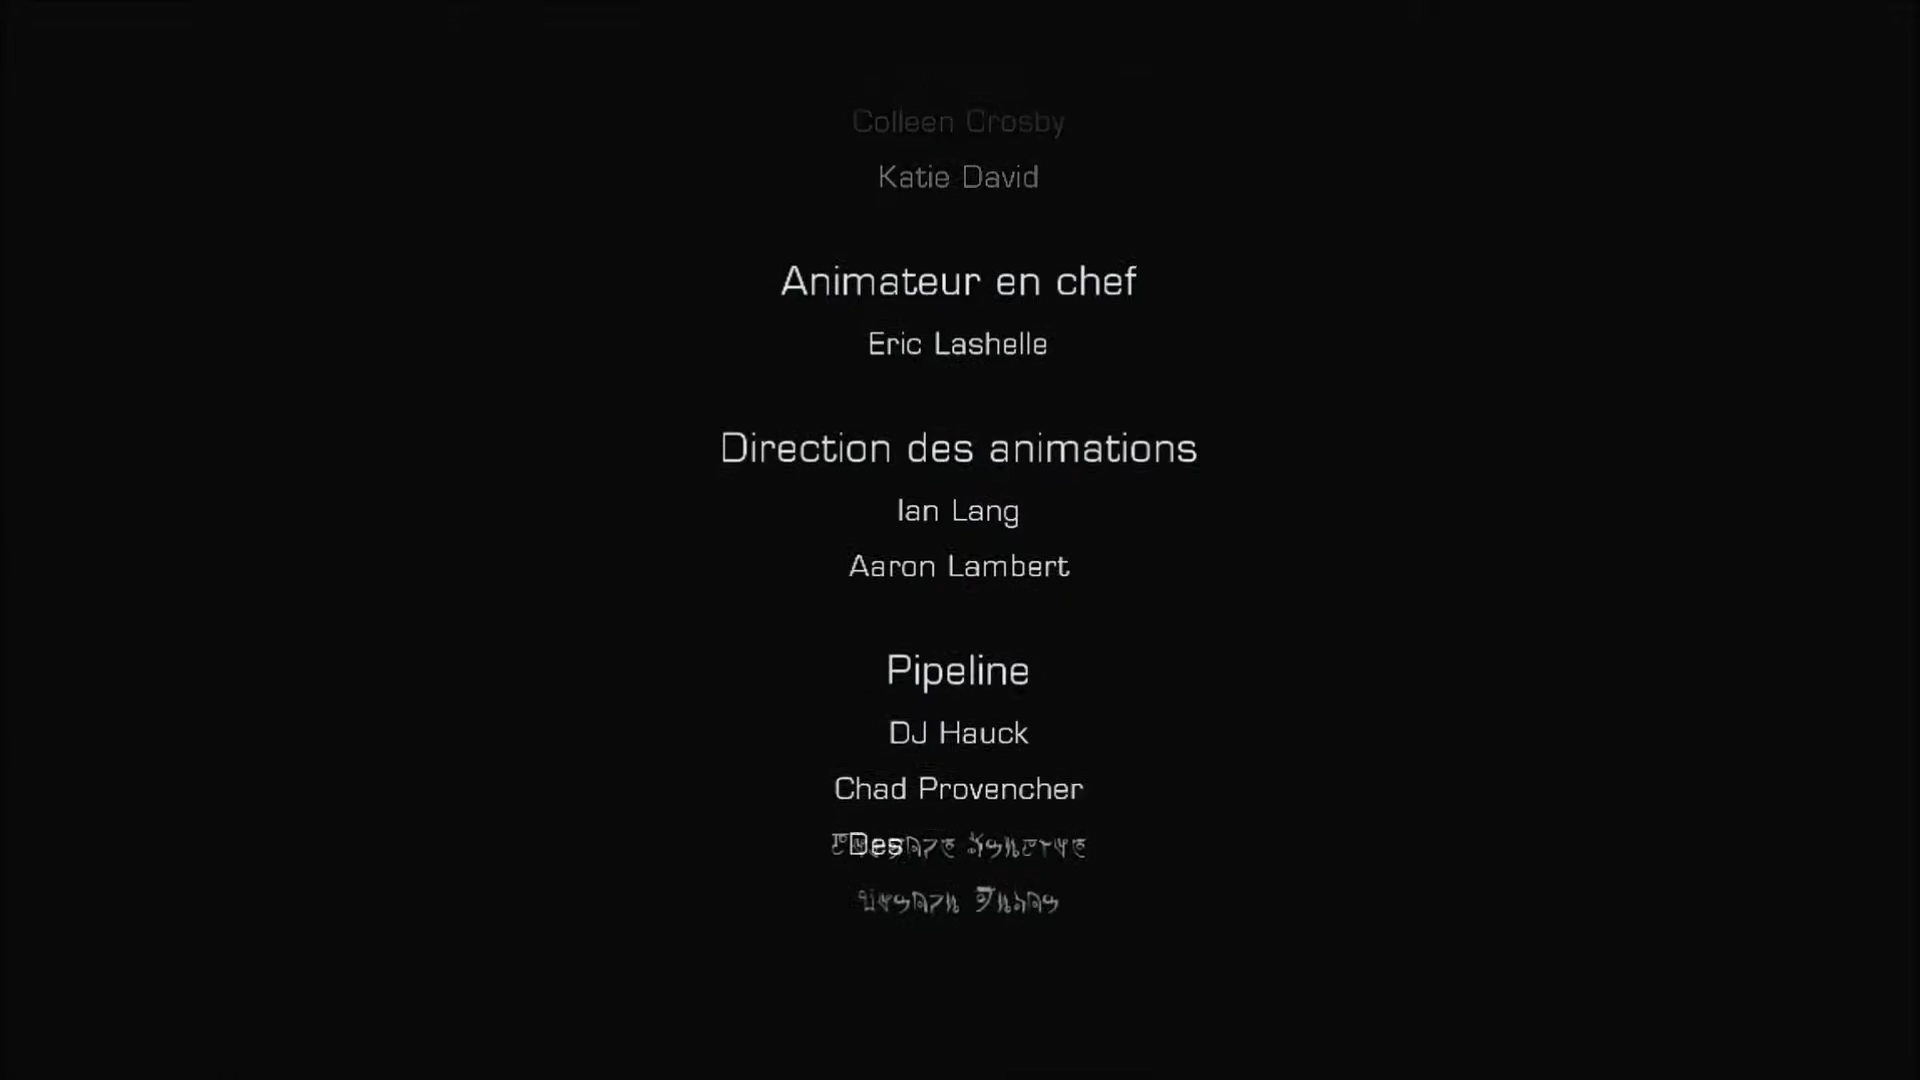 Colleen Crosby
Katie David
Animateur en chef
Eric Lashelle
Direction des animations
Ian Lang
Aaron Lambert
Pipeline
DJ Hauck
Chad Provencher
Des